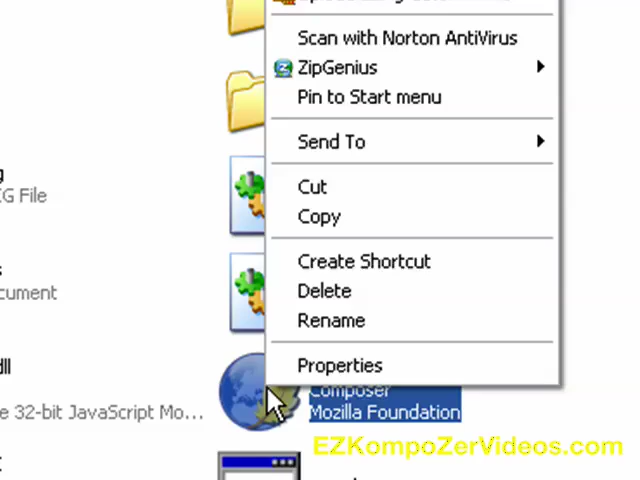 Scan with Norton AntiVirus
ZipGenius
Pin to Start menu
Send To
Cut
Copy
G File
Create Shortcut
cument
Delete
Rename
dll
Properties
Composer
e 32-bit JavaScript Mo...
Mozilla Foundation
EZKompoZerVideos.com